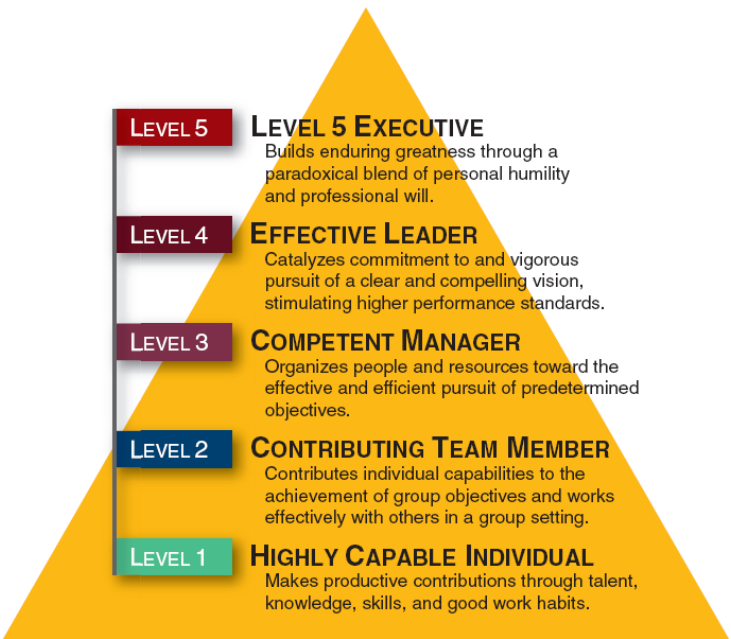 LEVEL 5
LEVEL 5 EXECUTIVE
Builds enduring greatness through a
paradoxical blend of personal humility
and professional will.
LEVEL 4
EFFECTIVE LEADER
Catalyzes commitment to and vigorous
pursuit of a clear and compelling vision,
stimulating higher performance standards.
LEVEL 3
COMPETENT MANAGER
Organizes people and resources toward the
effective and efficient pursuit of predetermined
objectives.
LEVEL 2
CONTRIBUTING TEAM MEMBER
Contributes individual capabilities to the
achievement of group objectives and works
effectively with others in a group setting.
LEVEL 1
HIGHLY CAPABLE INDIVIDUAL
Makes productive contributions through talent,
knowledge, skills, and good work habits.